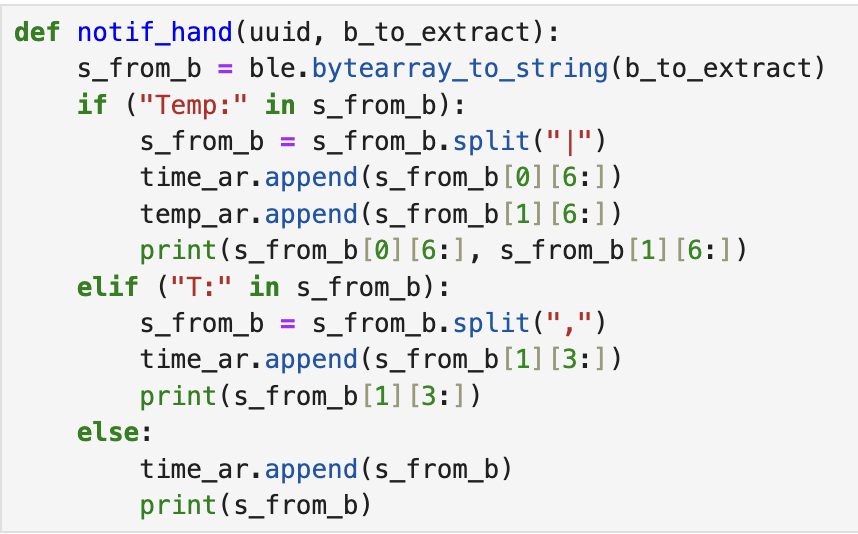 def notif_hand(uuid, b_to_extract):
    s_from_b = ble.bytearray_to_string(b_to_extract)
    if ("Temp:" in s_from_b):
        s_from_b = s_from_b.split("|")
        time_ar.append(s_from_b[0][6:])
        temp_ar.append(s_from_b[1][6:])
        print(s_from_b[0][6:], s_from_b[1][6:])
    elif ("T:" in s_from_b):
        s_from_b = s_from_b.split(",")
        time_ar.append(s_from_b[1][3:])
        print(s_from_b[1][3:])
    else:
        time_ar.append(s_from_b)
        print(s_from_b)